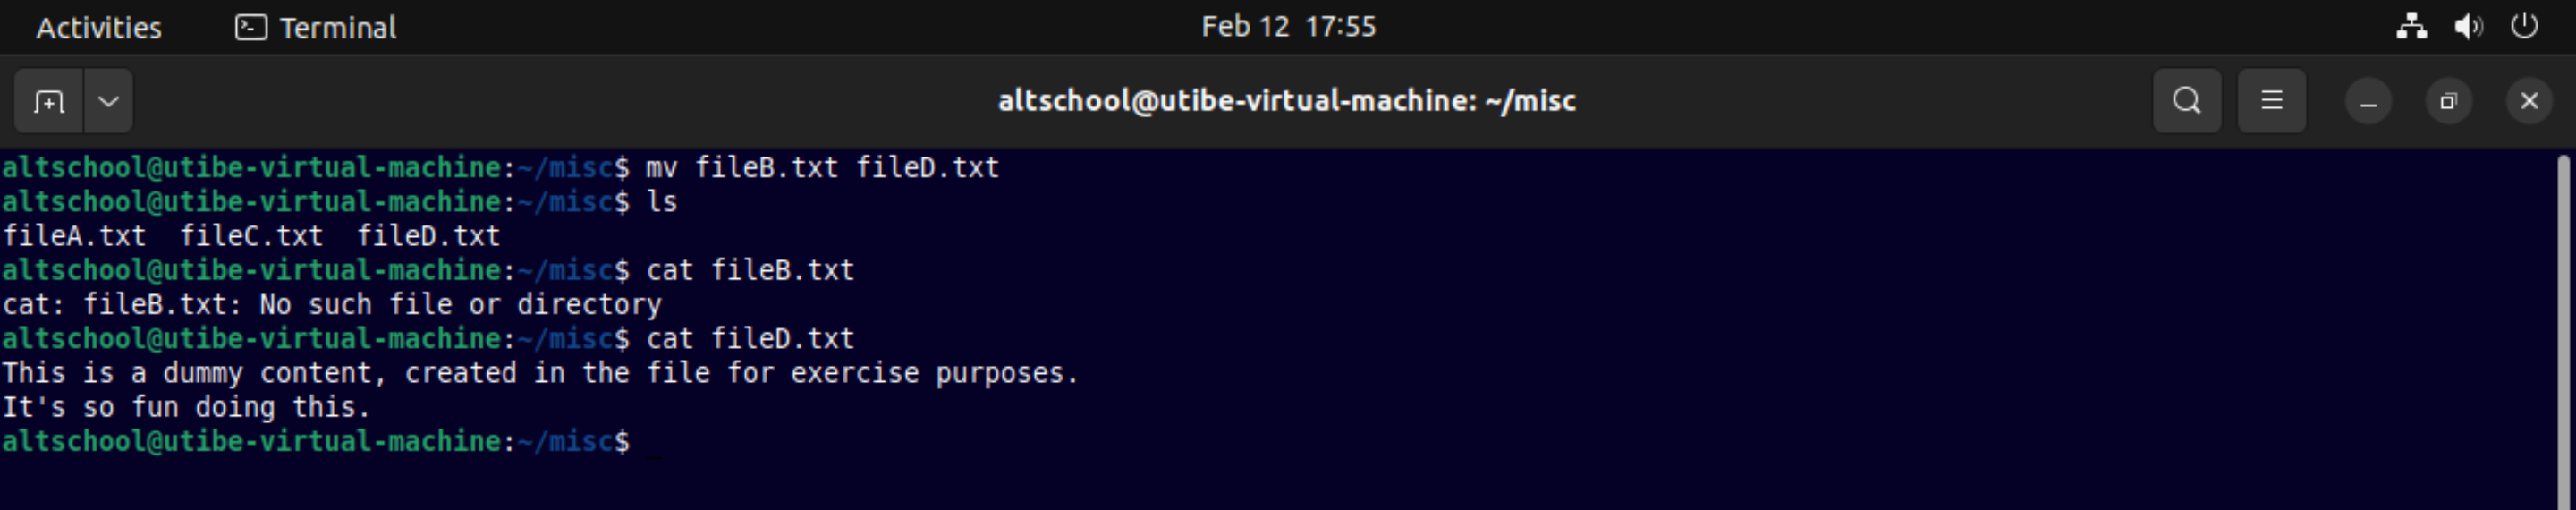 Activities Terminal Feb 12 17:55
altschool@utibe-virtual-machine: ~/misc
altschool@utibe-virtual-machine:~/misc$ mv fileB.txt fileD.txt
altschool@utibe-virtual-machine:~/misc$ ls
fileA.txt  fileC.txt  fileD.txt
altschool@utibe-virtual-machine:~/misc$ cat fileB.txt
cat: fileB.txt: No such file or directory
altschool@utibe-virtual-machine:~/misc$ cat fileD.txt
This is a dummy content, created in the file for exercise purposes.
It's so fun doing this.
altschool@utibe-virtual-machine:~/misc$